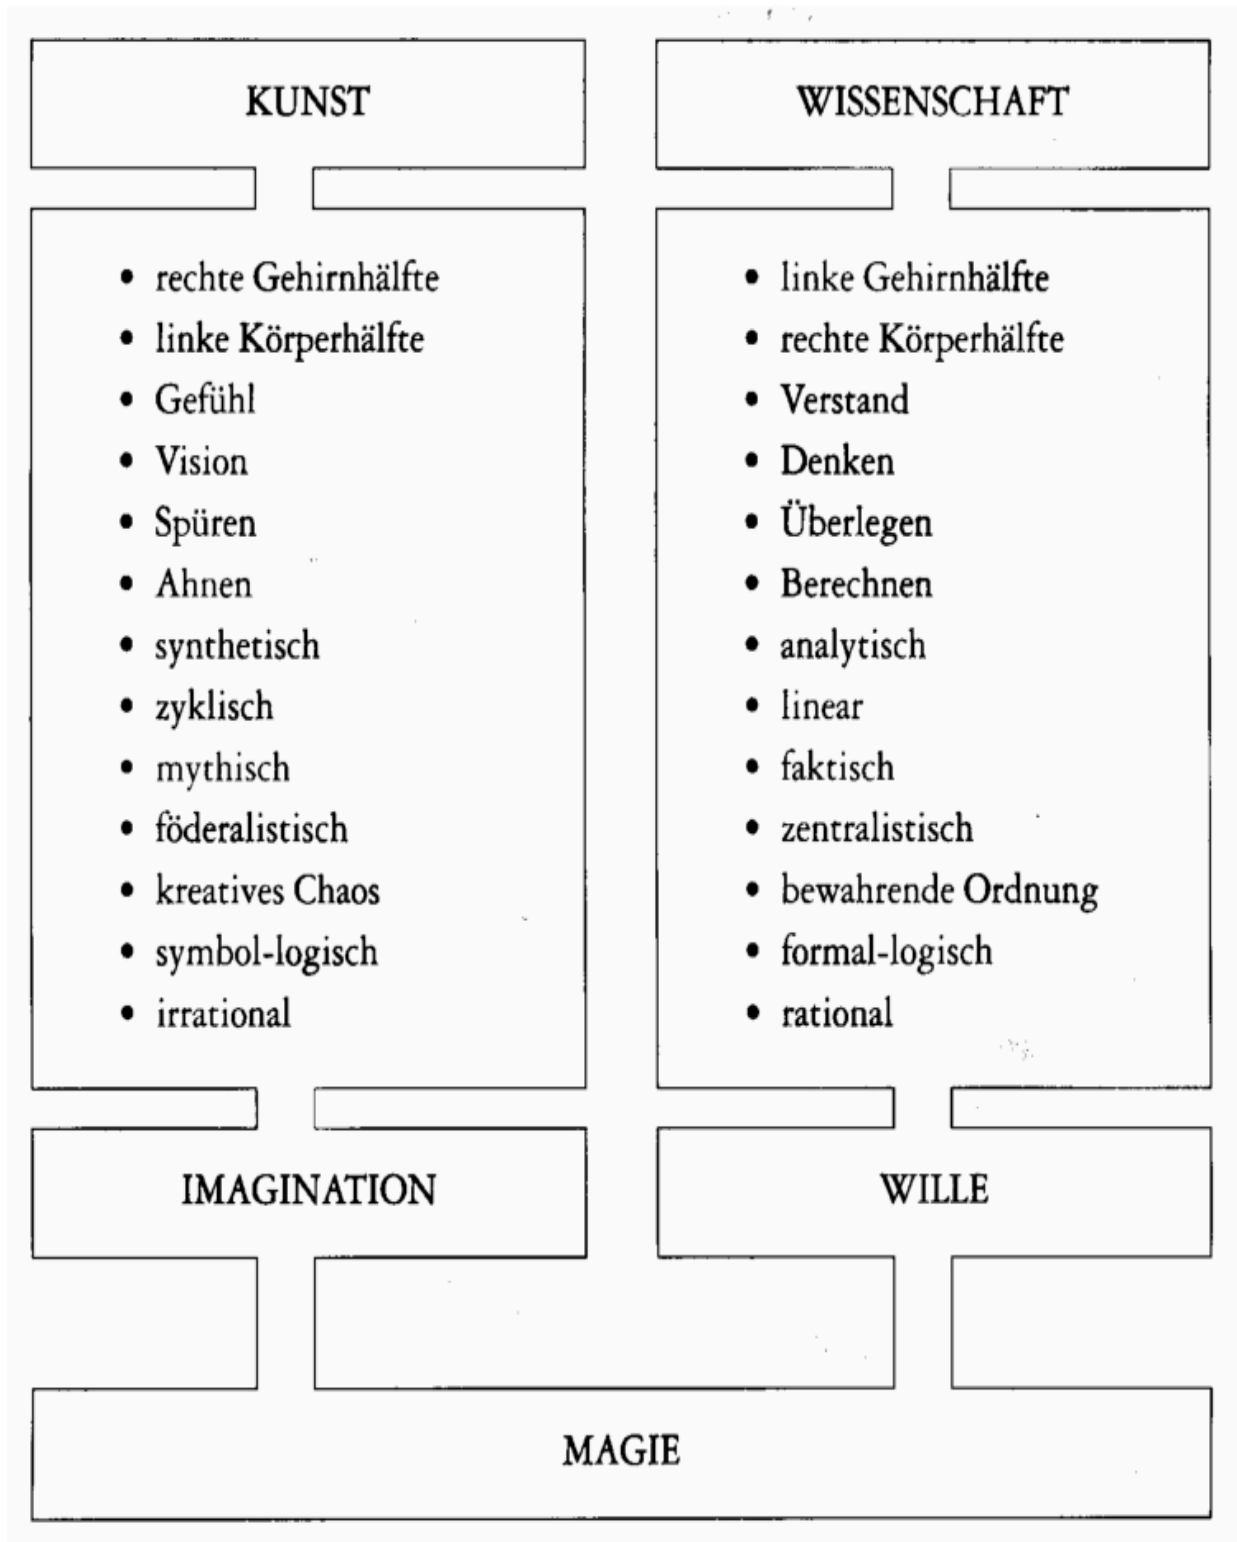 KUNST
• rechte Gehirnhälfte
• linke Körperhälfte
• Gefühl
• Vision
• Spüren
• Ahnen
• synthetisch
• zyklisch
• mythisch
• föderalistisch
• kreatives Chaos
• symbol-logisch
• irrational
IMAGINATION
WISSENSCHAFT
• linke Gehirnhälfte
• rechte Körperhälfte
• Verstand
• Denken
• Überlegen
• Berechnen
• analytisch
• linear
• faktisch
• zentralistisch
• bewahrende Ordnung
• formal-logisch
• rational
WILLE
MAGIE